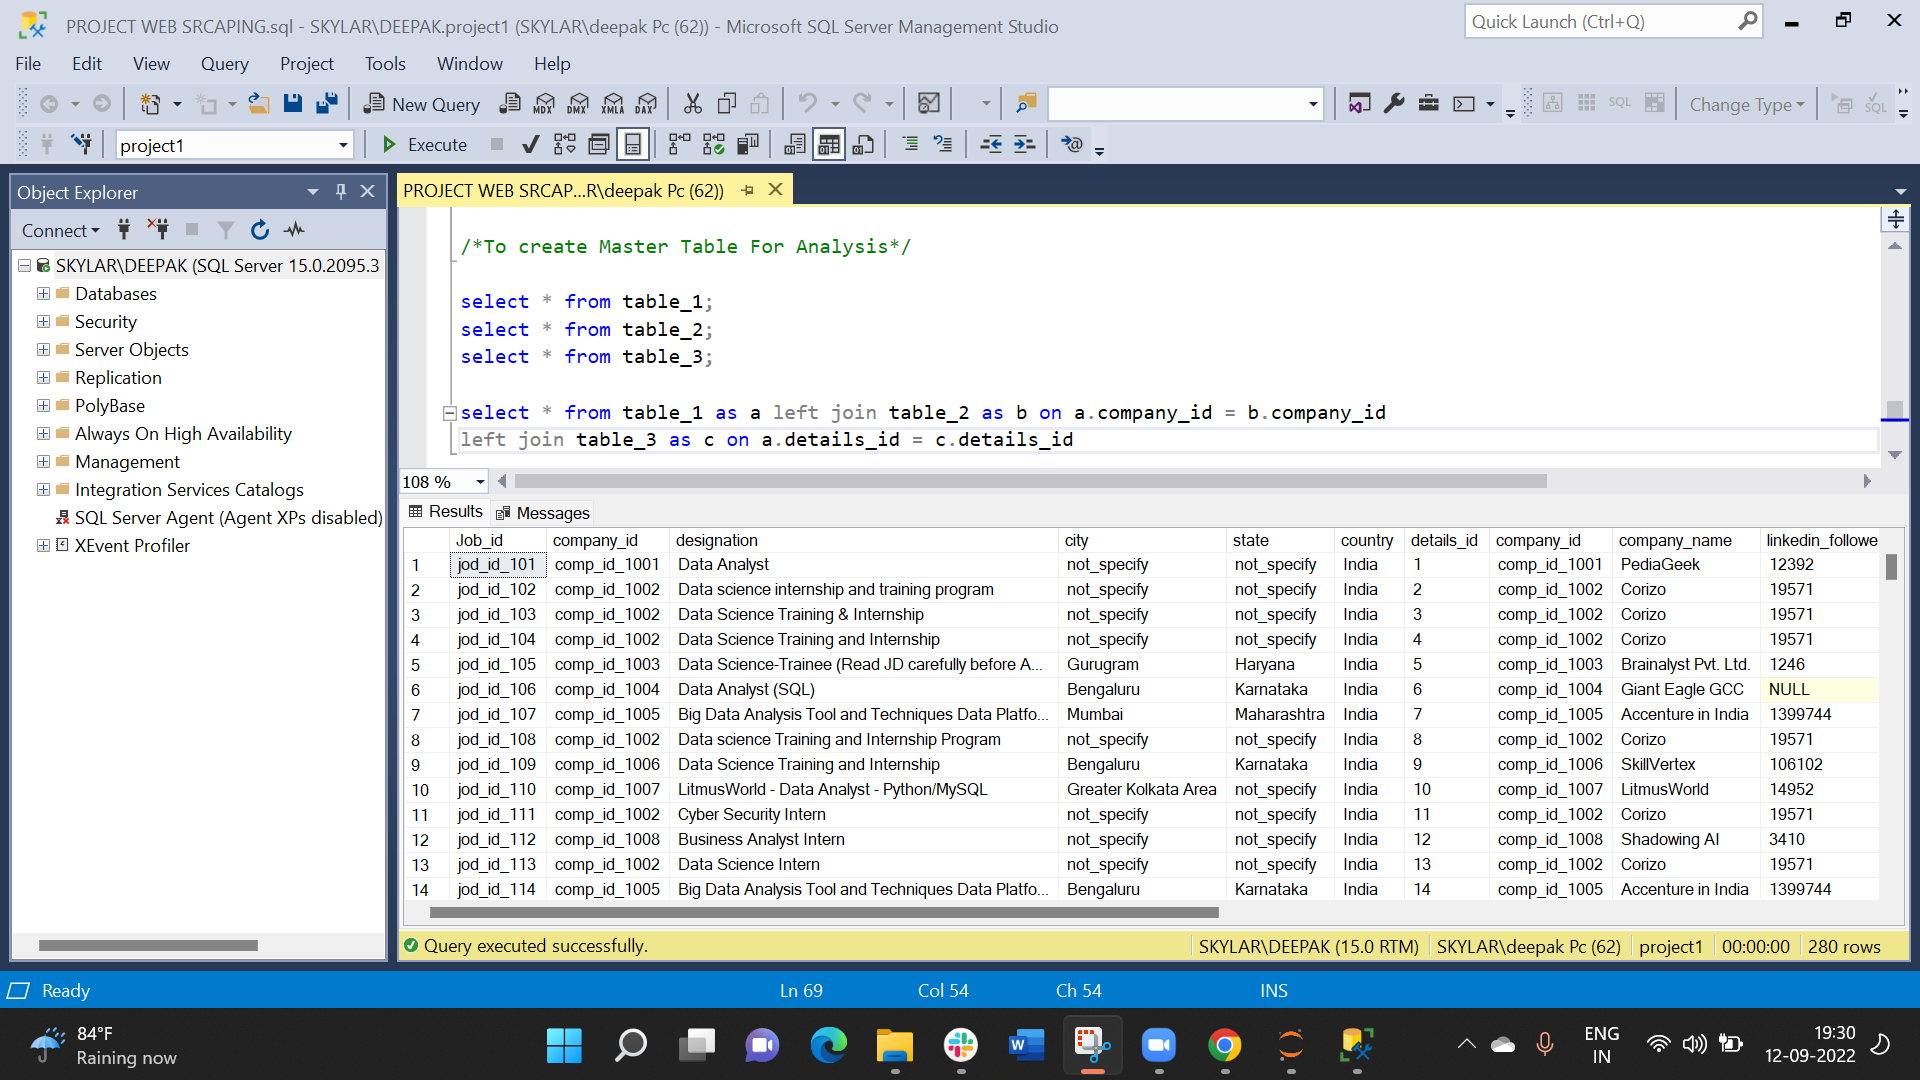 PROJECT WEB SRCAPING.sql - SKYLAR\DEEPAK.project1 (SKYLAR\deepak Pc (62)) - Microsoft SQL Server Management Studio
Quick Launch (Ctrl+Q)
File Edit View Query Project Tools Window Help
New Query MDX DMX XMLA DAX SQL Change Type SQL
project1 Execute
Object Explorer
PROJECT WEB SRCAP...R\deepak Pc (62))
Connect
SKYLAR\DEEPAK (SQL Server 15.0.2095.3
Databases
Security
Server Objects
Replication
PolyBase
Always On High Availability
Management
Integration Services Catalogs
SQL Server Agent (Agent XPs disabled)
XEvent Profiler
/*To create Master Table For Analysis*/
select * from table_1;
select * from table_2;
select * from table_3;
select * from table_1 as a left join table_2 as b on a.company_id = b.company_id
left join table_3 as c on a.details_id = c.details_id
108 %
Results Messages
Job_id company_id designation city state country details_id company_id company_name linkedin_followe
1 jod_id_101 comp_id_1001 Data Analyst not_specify not_specify India 1 comp_id_1001 PediaGeek 12392
2 jod_id_102 comp_id_1002 Data science internship and training program not_specify not_specify India 2 comp_id_1002 Corizo 19571
3 jod_id_103 comp_id_1002 Data Science Training & Internship not_specify not_specify India 3 comp_id_1002 Corizo 19571
4 jod_id_104 comp_id_1002 Data Science Training and Internship not_specify not_specify India 4 comp_id_1002 Corizo 19571
5 jod_id_105 comp_id_1003 Data Science-Trainee (Read JD carefully before A... Gurugram Haryana India 5 comp_id_1003 Brainalyst Pvt. Ltd. 1246
6 jod_id_106 comp_id_1004 Data Analyst (SQL) Bengaluru Karnataka India 6 comp_id_1004 Giant Eagle GCC NULL
7 jod_id_107 comp_id_1005 Big Data Analysis Tool and Techniques Data Platfo... Mumbai Maharashtra India 7 comp_id_1005 Accenture in India 1399744
8 jod_id_108 comp_id_1002 Data science Training and Internship Program not_specify not_specify India 8 comp_id_1002 Corizo 19571
9 jod_id_109 comp_id_1006 Data Science Training and Internship Bengaluru Karnataka India 9 comp_id_1006 SkillVertex 106102
10 jod_id_110 comp_id_1007 LitmusWorld - Data Analyst - Python/MySQL Greater Kolkata Area not_specify India 10 comp_id_1007 LitmusWorld 14952
11 jod_id_111 comp_id_1002 Cyber Security Intern not_specify not_specify India 11 comp_id_1002 Corizo 19571
12 jod_id_112 comp_id_1008 Business Analyst Intern not_specify not_specify India 12 comp_id_1008 Shadowing AI 3410
13 jod_id_113 comp_id_1002 Data Science Intern not_specify not_specify India 13 comp_id_1002 Corizo 19571
14 jod_id_114 comp_id_1005 Big Data Analysis Tool and Techniques Data Platfo... Bengaluru Karnataka India 14 comp_id_1005 Accenture in India 1399744
Query executed successfully. SKYLAR\DEEPAK (15.0 RTM) SKYLAR\deepak Pc (62) project1 00:00:00 280 rows
Ready Ln 69 Col 54 Ch 54 INS
84°F
Raining now
W
ENG
IN
19:30
12-09-2022